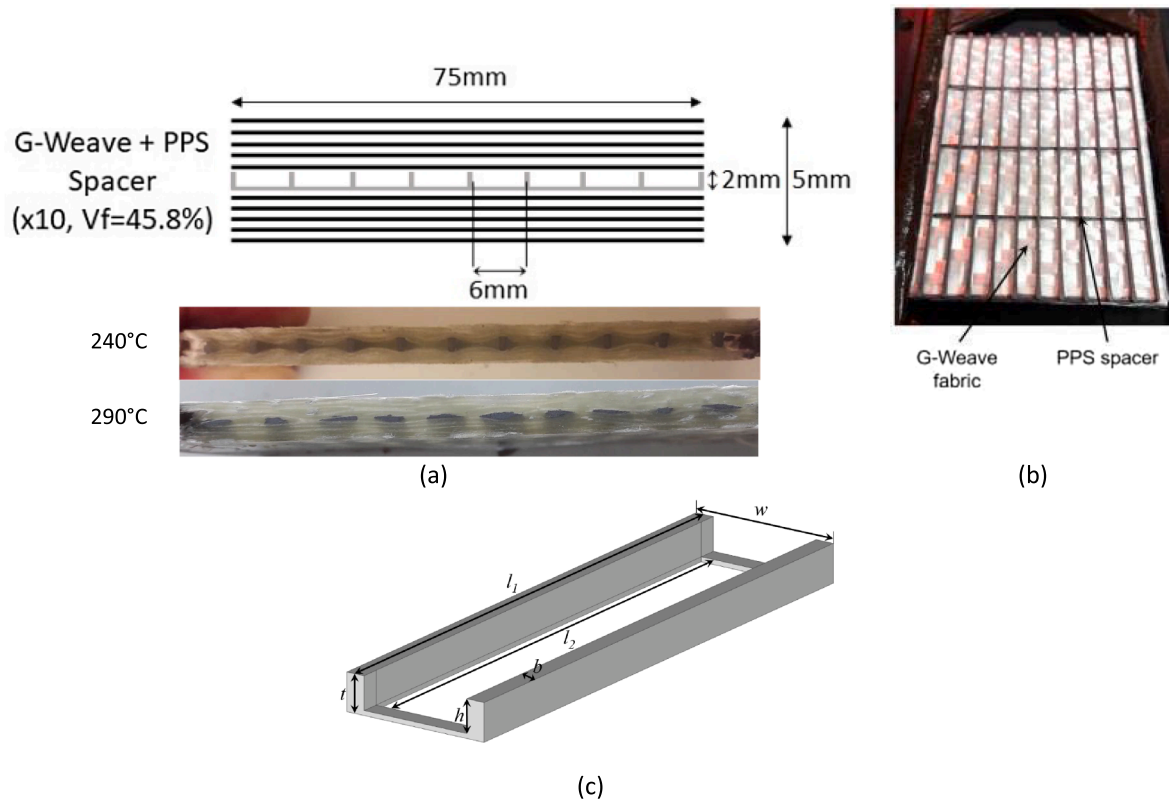 75mm
G-Weave + PPS
Spacer
(x10, Vf=45.8%)
2mm
5mm
6mm
240°C
290°C
(a)
G-Weave
fabric
PPS spacer
(b)
w
l1
l2
b
t
h
(c)